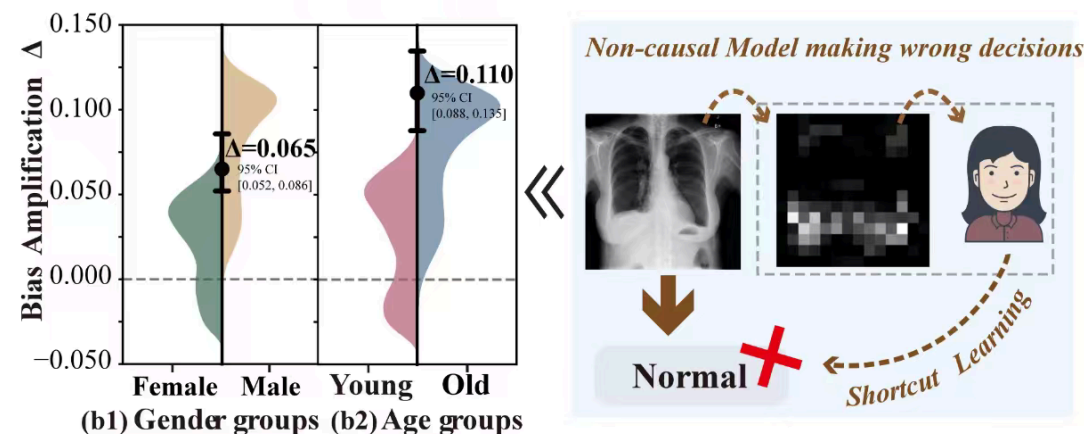 Bias Amplification Δ
0.150
0.100
0.050
0.000
−0.050
Δ=0.065
95% CI
[0.052, 0.086]
Δ=0.110
95% CI
[0.088, 0.135]
Female
Male
Young
Old
(b1) Gender groups
(b2) Age groups
Non-causal Model making wrong decisions
Normal
Shortcut Learning